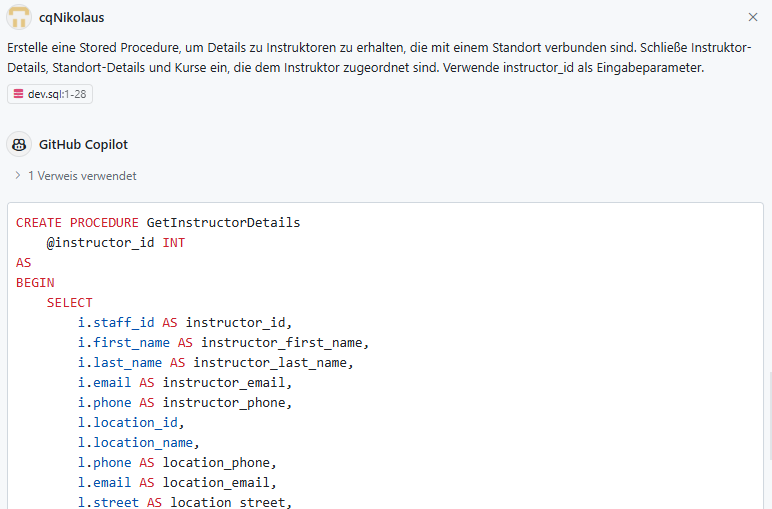 cqNikolaus
Erstelle eine Stored Procedure, um Details zu Instruktoren zu erhalten, die mit einem Standort verbunden sind. Schließe Instruktor-
Details, Standort-Details und Kurse ein, die dem Instruktor zugeordnet sind. Verwende instructor_id als Eingabeparameter.
dev.sql:1-28
GitHub Copilot
1 Verweis verwendet
CREATE PROCEDURE GetInstructorDetails
    @instructor_id INT
AS
BEGIN
    SELECT
        i.staff_id AS instructor_id,
        i.first_name AS instructor_first_name,
        i.last_name AS instructor_last_name,
        i.email AS instructor_email,
        i.phone AS instructor_phone,
        l.location_id,
        l.location_name,
        l.phone AS location_phone,
        l.email AS location_email,
        l.street AS location_street,